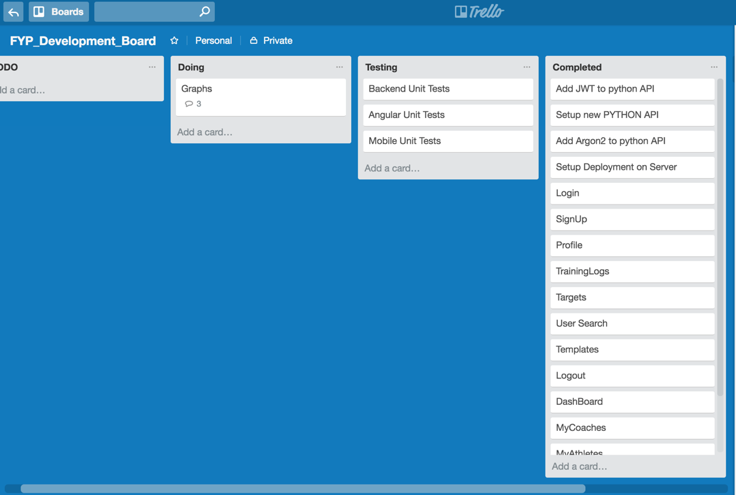 Boards
Trello
FYP_Development_Board
Personal
Private
ODO
dd a card…
Doing
Graphs
3
Add a card…
Testing
Backend Unit Tests
Angular Unit Tests
Mobile Unit Tests
Add a card…
Completed
Add JWT to python API
Setup new PYTHON API
Add Argon2 to python API
Setup Deployment on Server
Login
SignUp
Profile
TrainingLogs
Targets
User Search
Templates
Logout
DashBoard
MyCoaches
MyAthletes
Add a card…